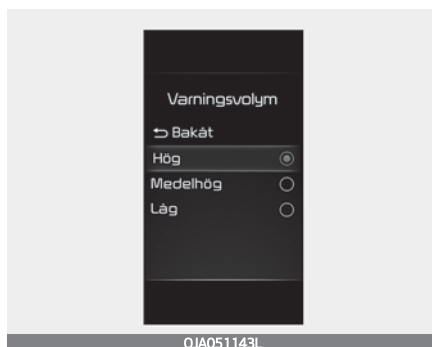 Varningsvolym
Bakåt
Hög
Medelhög
Låg
OJA051143L